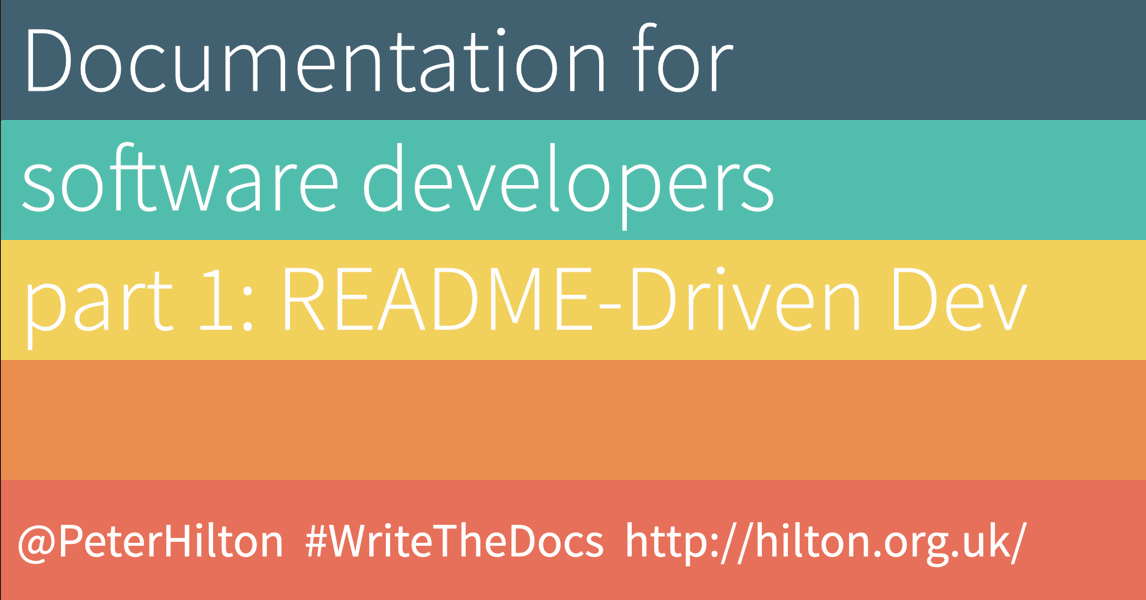 Documentation for
software developers
part 1: README-Driven Dev
@PeterHilton #WriteTheDocs http://hilton.org.uk/